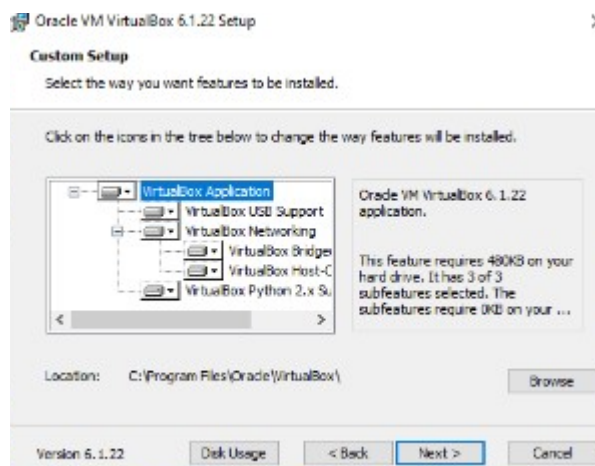 Oracle VM VirtualBox 6.1.22 Setup
Custom Setup
Select the way you want features to be installed.
Click on the icons in the tree below to change the way features will be installed.
VirtualBox Application
VirtualBox USB Support
VirtualBox Networking
VirtualBox Bridge
VirtualBox Host-C
VirtualBox Python 2.x Su
Oracle VM VirtualBox 6.1.22
application.
This feature requires 480KB on your
hard drive. It has 3 of 3
subfeatures selected. The
subfeatures require 0KB on your ...
Location: C:\Program Files\Oracle\VirtualBox\
Browse
Version 6.1.22
Disk Usage
< Back
Next >
Cancel